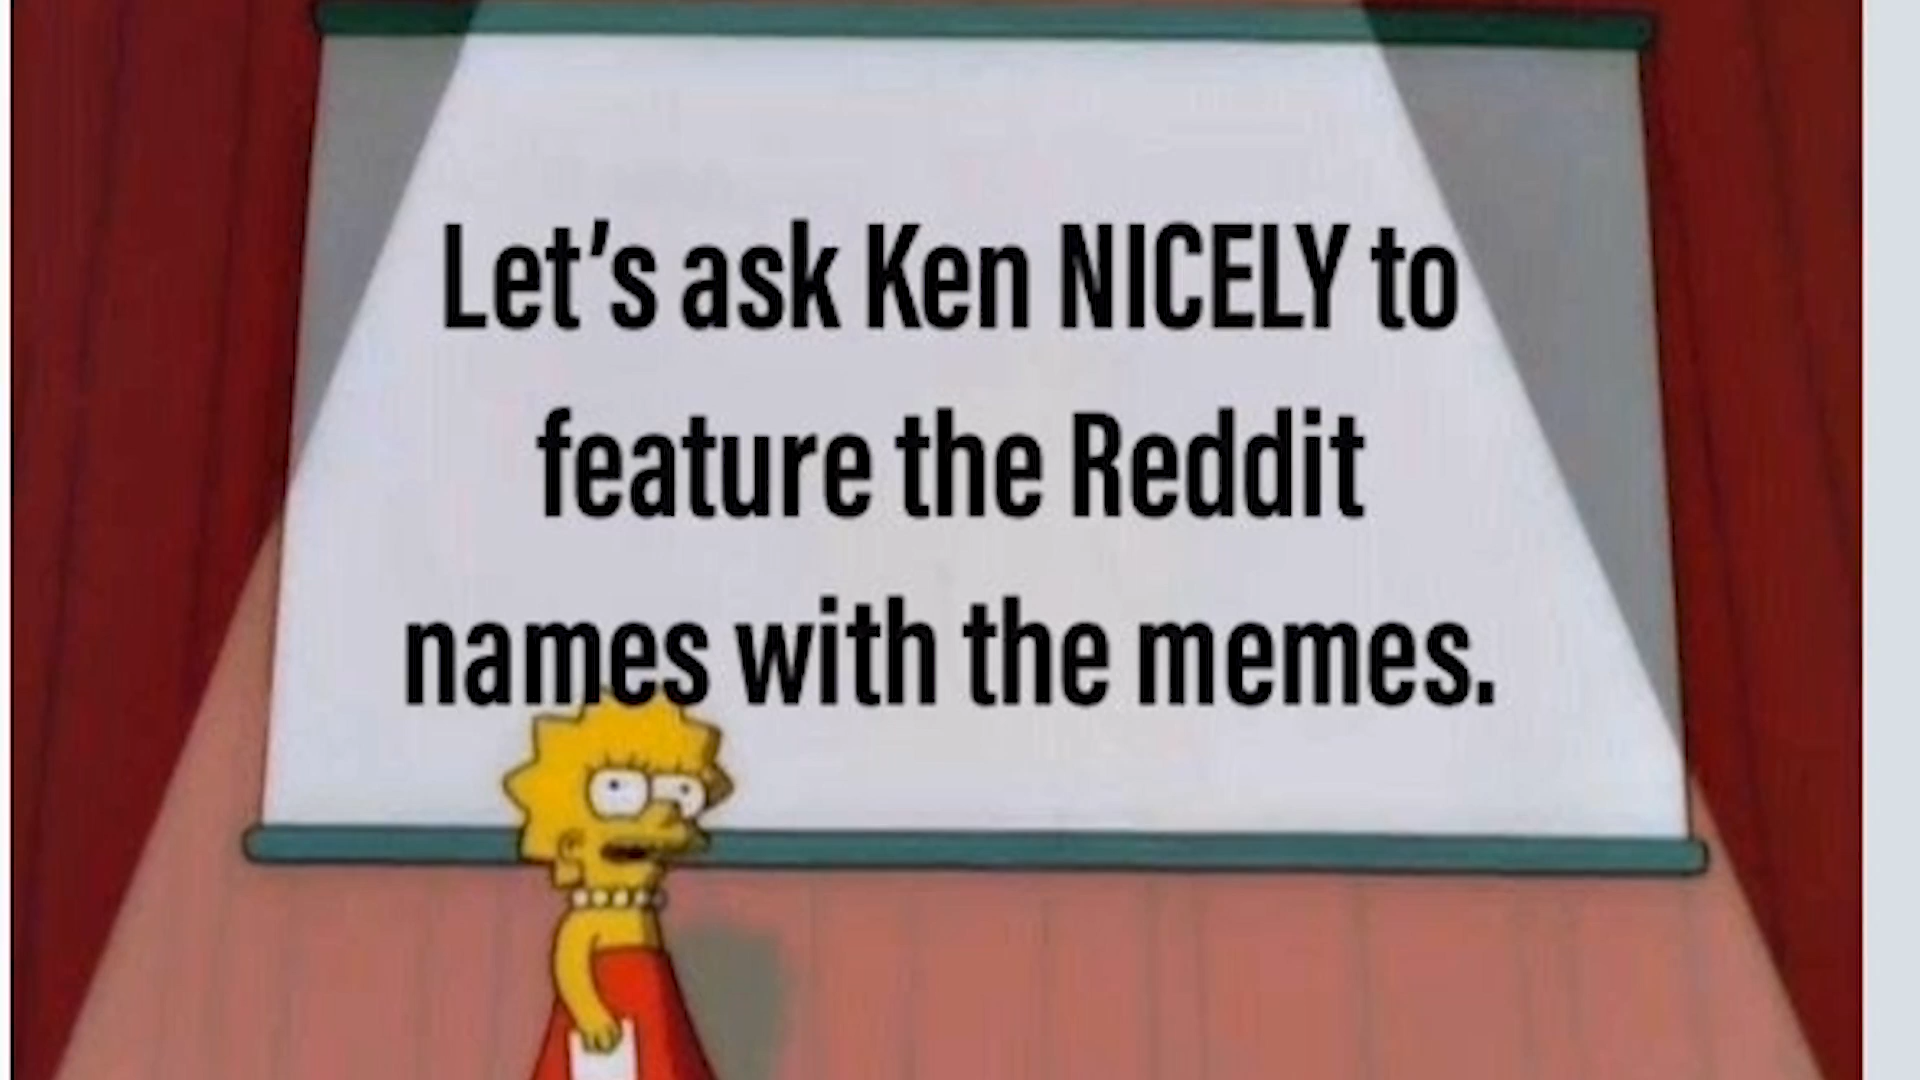 Let's ask Ken NICELY to
feature the Reddit
names with the memes.